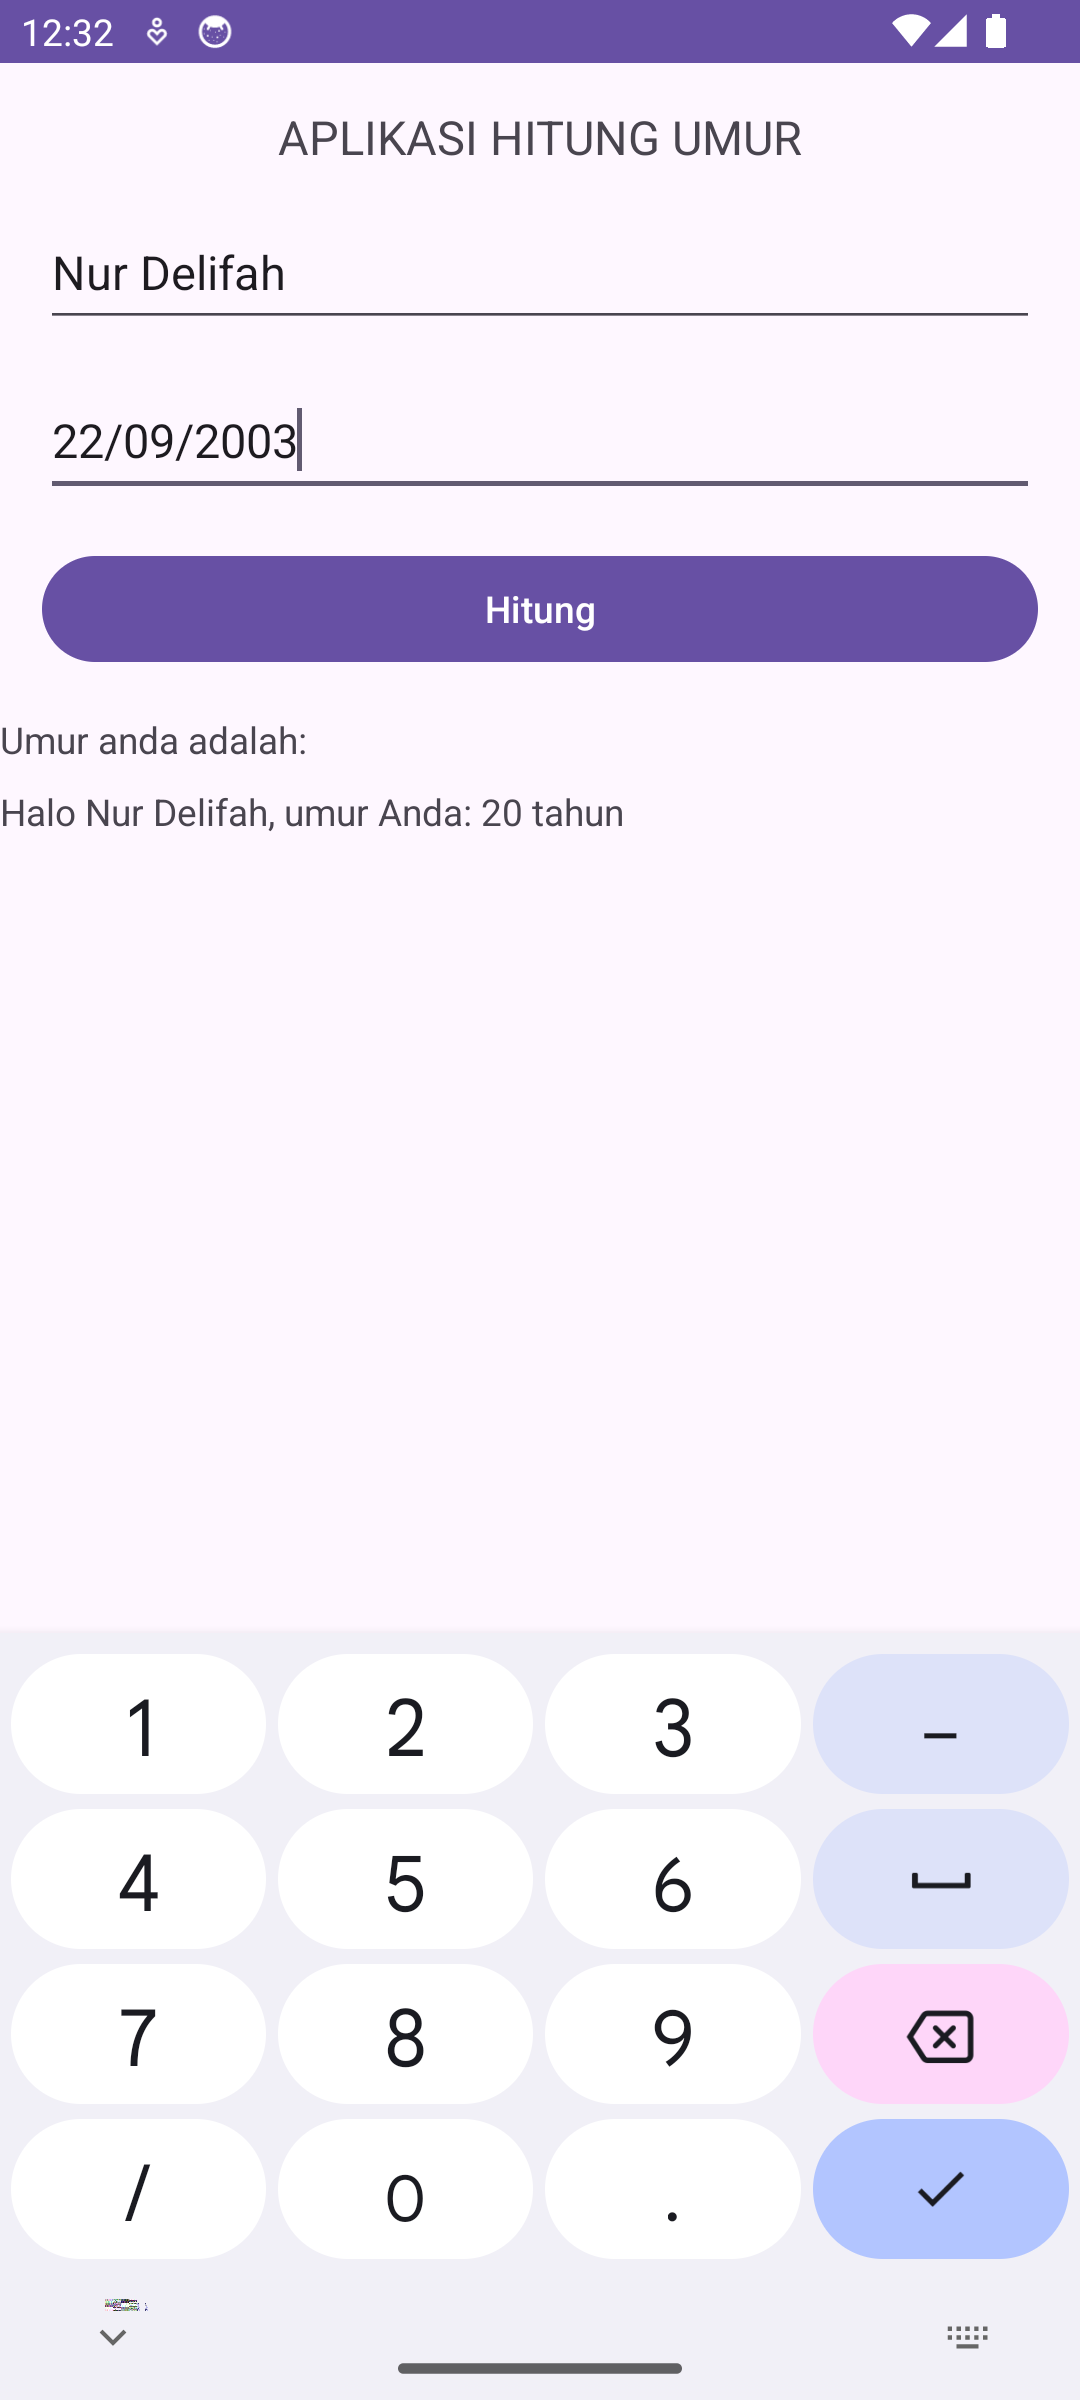 12:32
APLIKASI HITUNG UMUR
Nur Delifah
22/09/2003
Hitung
Umur anda adalah:
Halo Nur Delifah, umur Anda: 20 tahun
1 2 3 –
4 5 6
7 8 9
/ 0 .